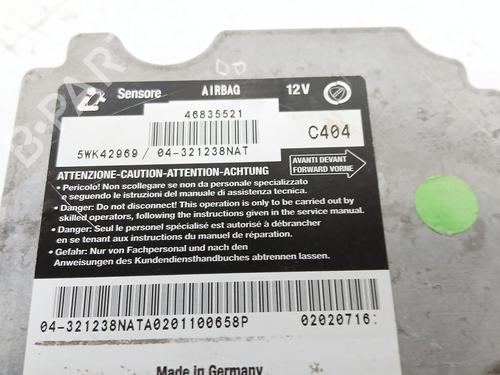 Sensore AIRBAG 12V
46835521
5WK42969 / 04-321238NAT
C404
ATTENZIONE-CAUTION-ATTENTION-ACHTUNG
AVANTI DEVANT
FORWARD VORNE
• Pericolo! Non scollegare se non da personale specializzato
e seguendo le istruzioni del manuale di assistenza tecnica.
• Danger: Do not disconnect! This operation is only to be carried out by
skilled operators, following the instructions given in the service manual.
• Danger: Seul le personel spécialisé est autorisé à débrancher
en se tenant aux instructions du manuel de réparation.
• Gefahr: Nur von Fachpersonal und nach den
Anweisungen des Kundendiensthandbuches abtrennen lassen.
04-321238NATA0201100658P 02020716:
Made in Germany
B-PART